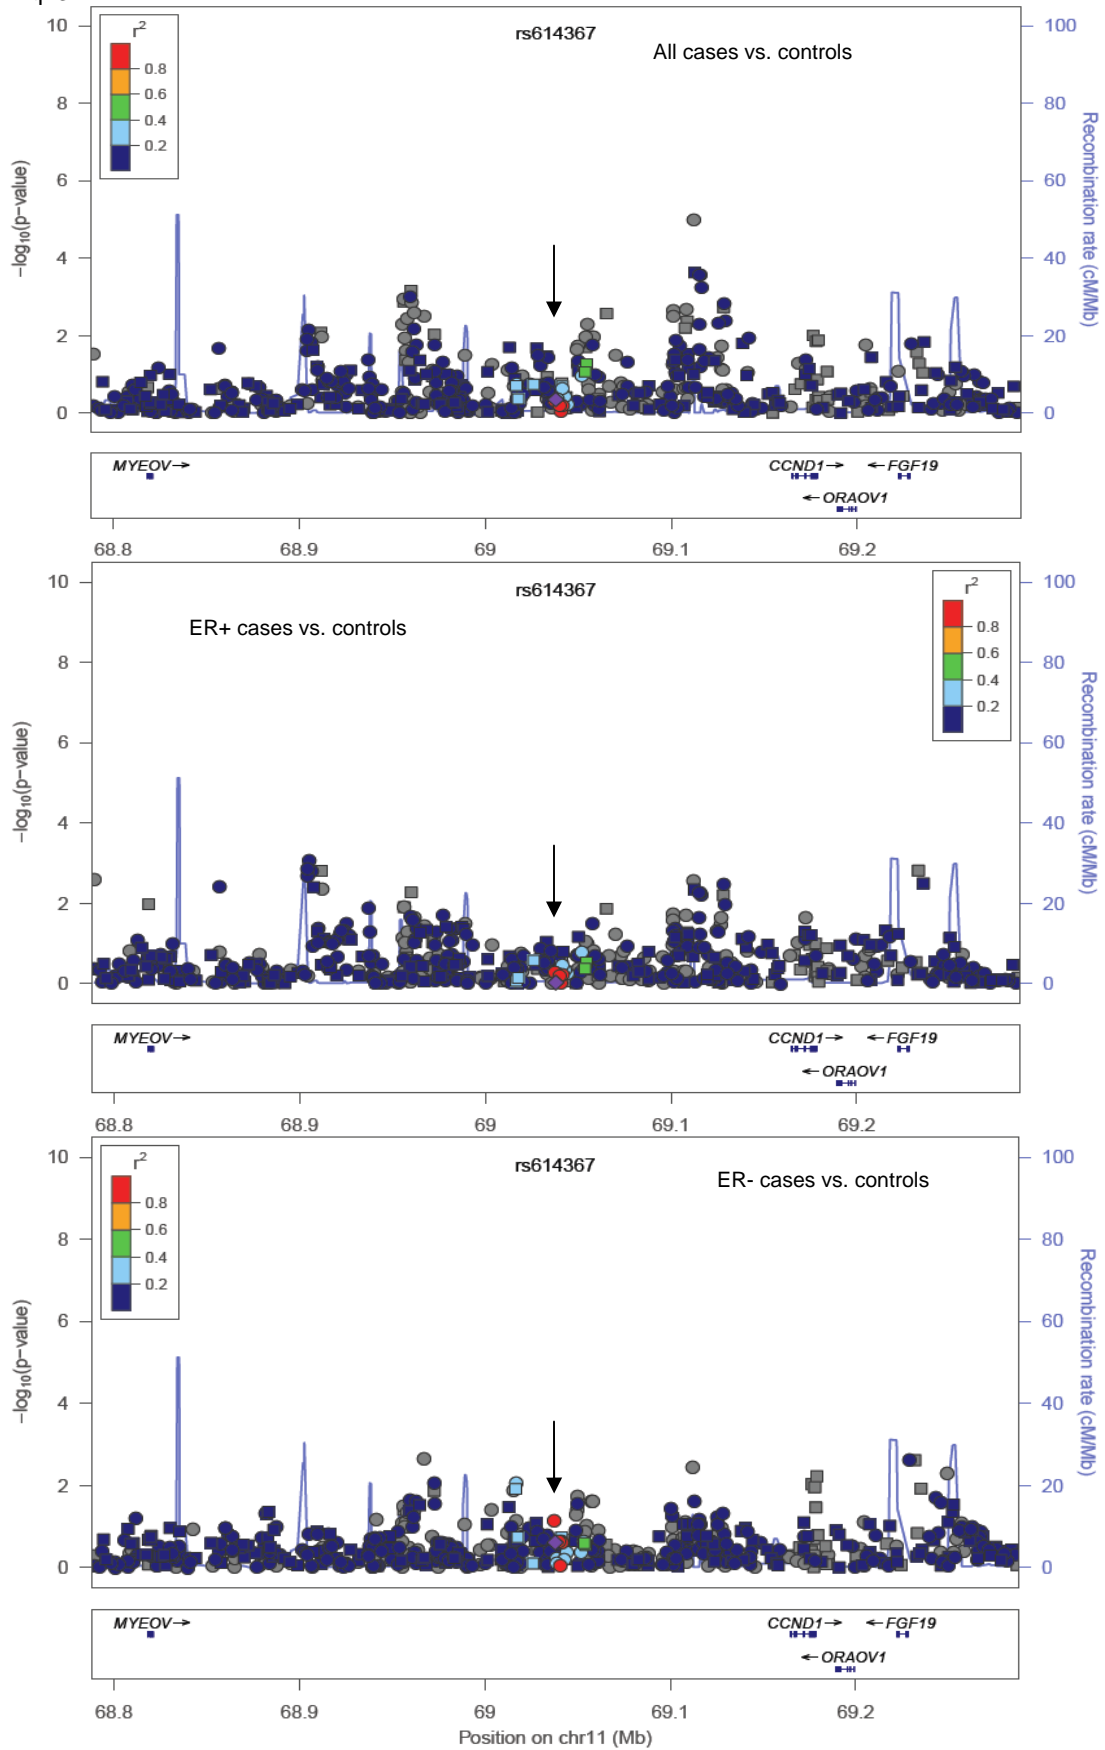 rs614367
All cases vs. controls
r2
0.8
0.6
0.4
0.2
10
8
6
4
2
0
−log10(p−value)
100
80
60
40
20
0
Recombination rate (cM/Mb)
MYEOV→
CCND1→
←FGF19
←ORAOV1
68.8 68.9 69 69.1 69.2
rs614367
ER+ cases vs. controls
r2
0.8
0.6
0.4
0.2
10
8
6
4
2
0
−log10(p−value)
100
80
60
40
20
0
Recombination rate (cM/Mb)
MYEOV→
CCND1→
←FGF19
←ORAOV1
68.8 68.9 69 69.1 69.2
rs614367
ER- cases vs. controls
r2
0.8
0.6
0.4
0.2
10
8
6
4
2
0
−log10(p−value)
100
80
60
40
20
0
Recombination rate (cM/Mb)
MYEOV→
CCND1→
←FGF19
←ORAOV1
68.8 68.9 69 69.1 69.2
Position on chr11 (Mb)